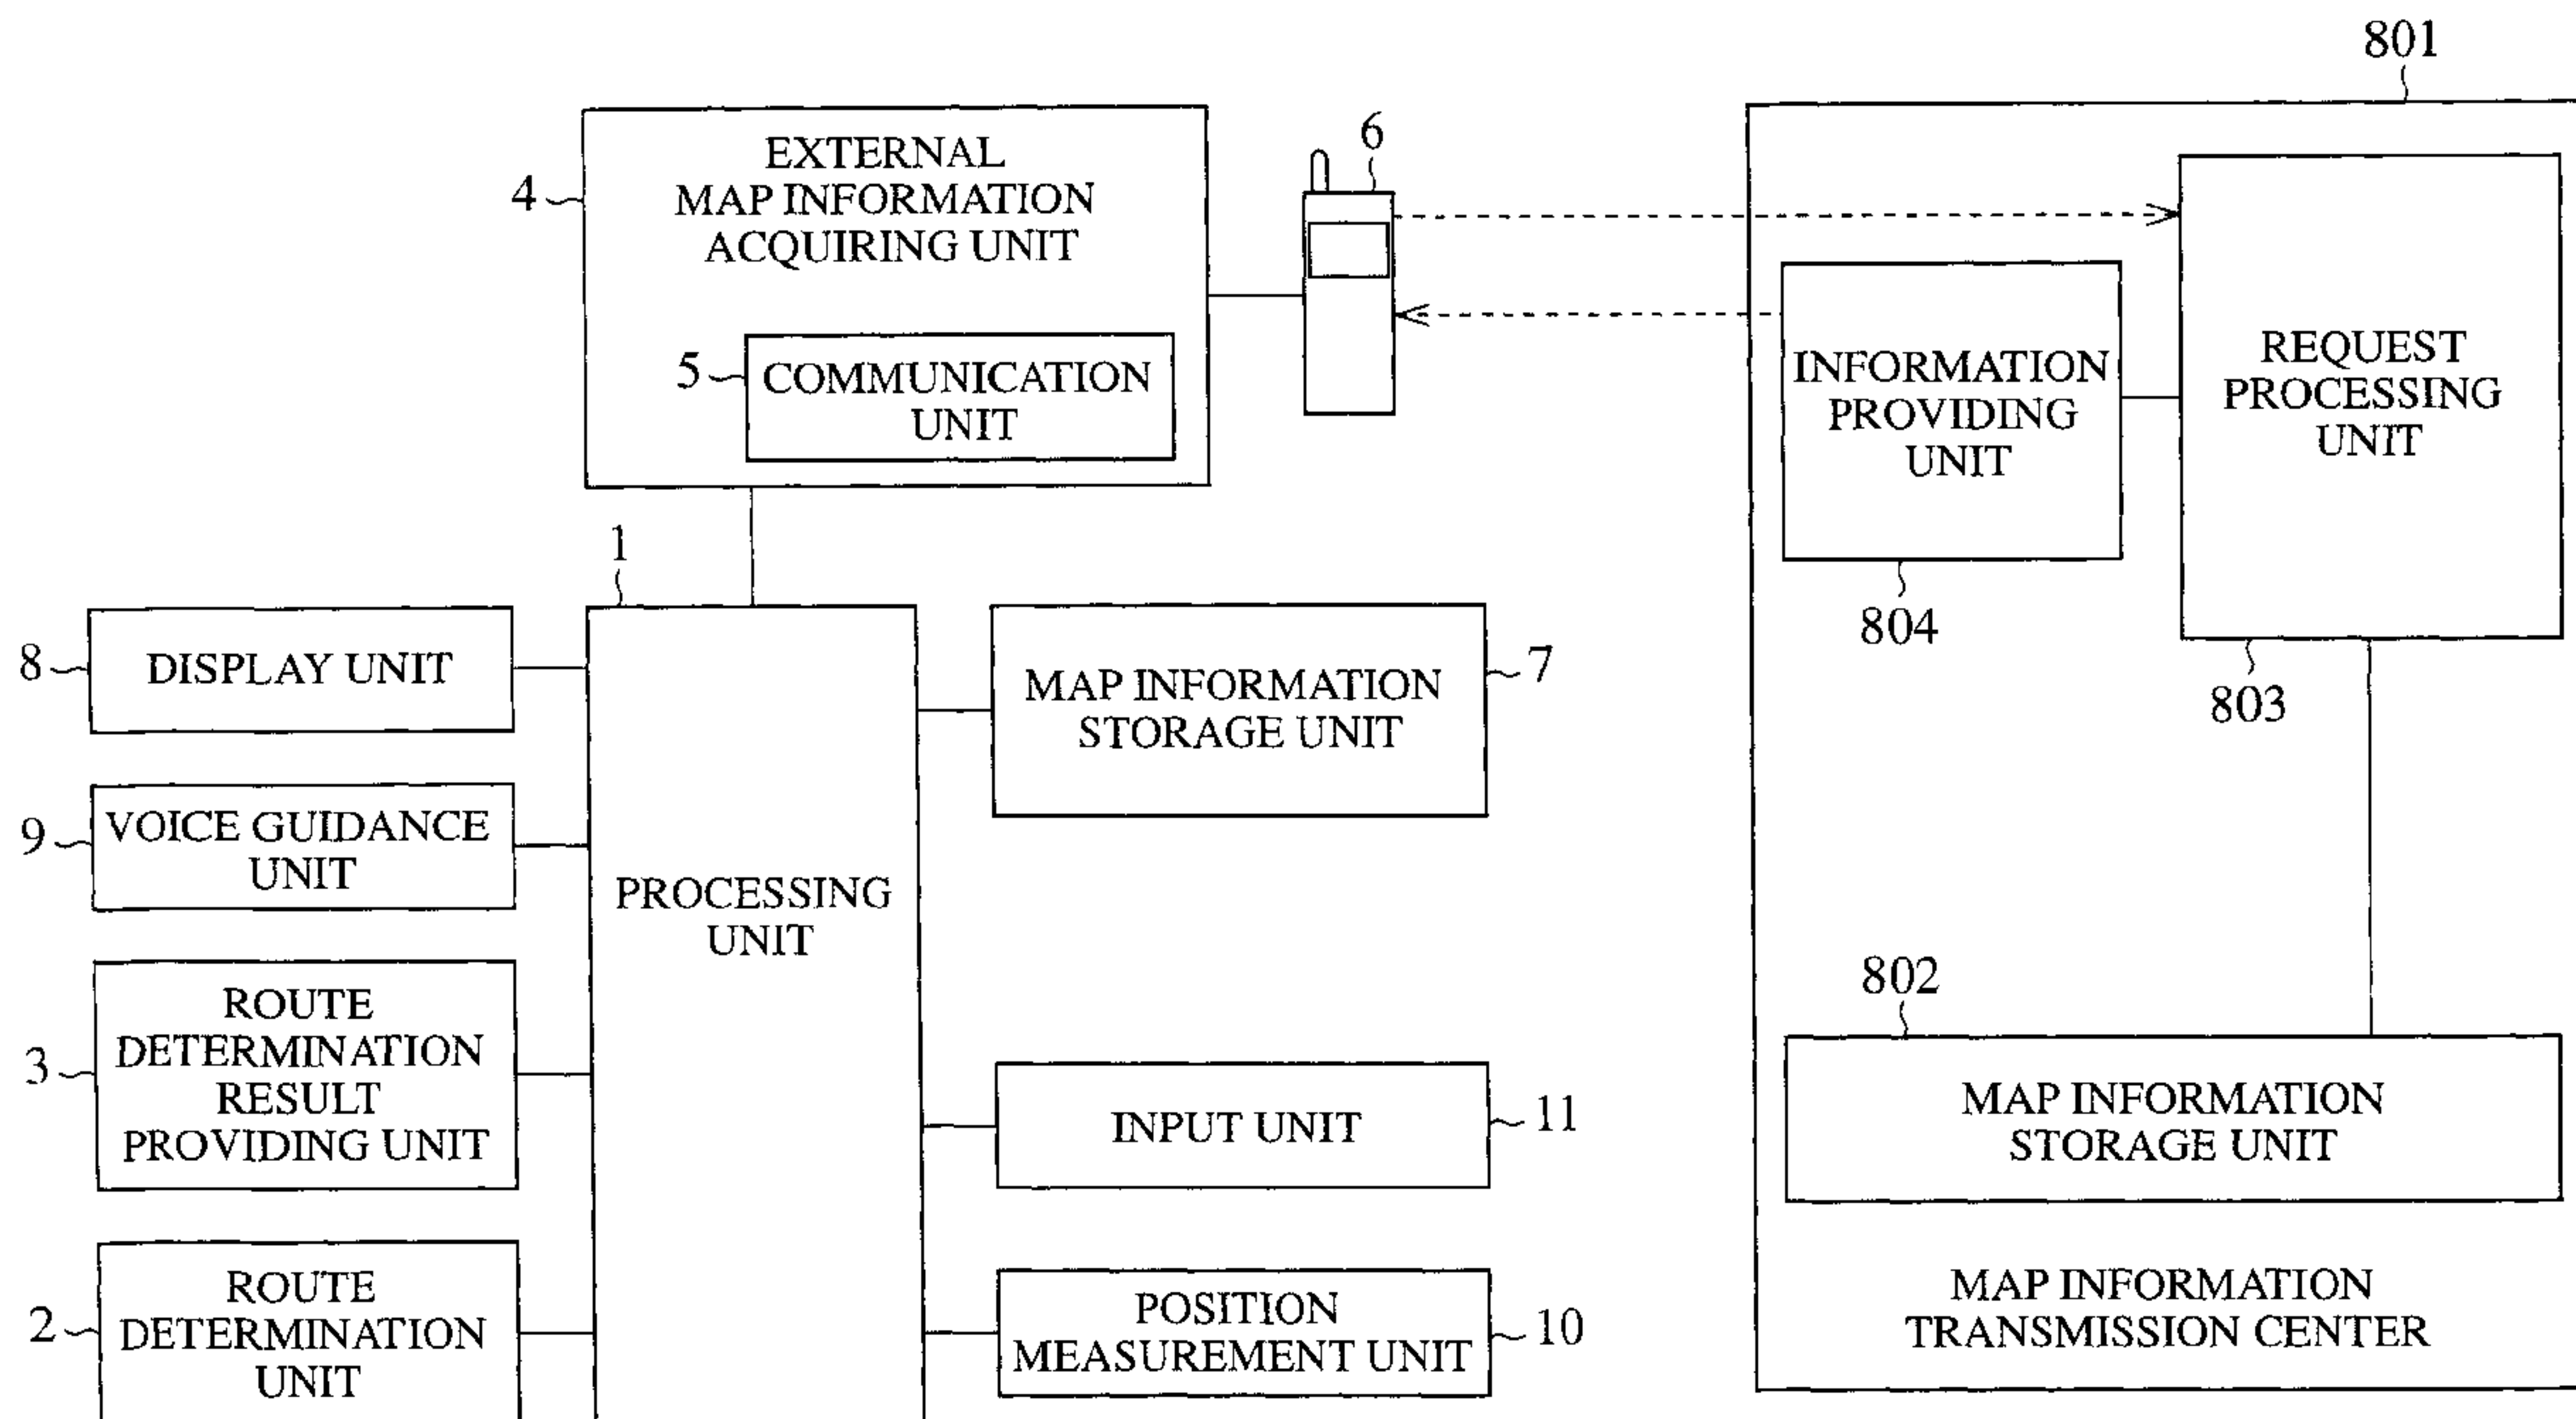 801
4
EXTERNAL
MAP INFORMATION
ACQUIRING UNIT
6
5
COMMUNICATION
UNIT
INFORMATION
PROVIDING
UNIT
804
REQUEST
PROCESSING
UNIT
803
1
8
DISPLAY UNIT
MAP INFORMATION
STORAGE UNIT
7
9
VOICE GUIDANCE
UNIT
PROCESSING
UNIT
3
ROUTE
DETERMINATION
RESULT
PROVIDING UNIT
INPUT UNIT
11
802
MAP INFORMATION
STORAGE UNIT
2
ROUTE
DETERMINATION
UNIT
POSITION
MEASUREMENT UNIT
10
MAP INFORMATION
TRANSMISSION CENTER